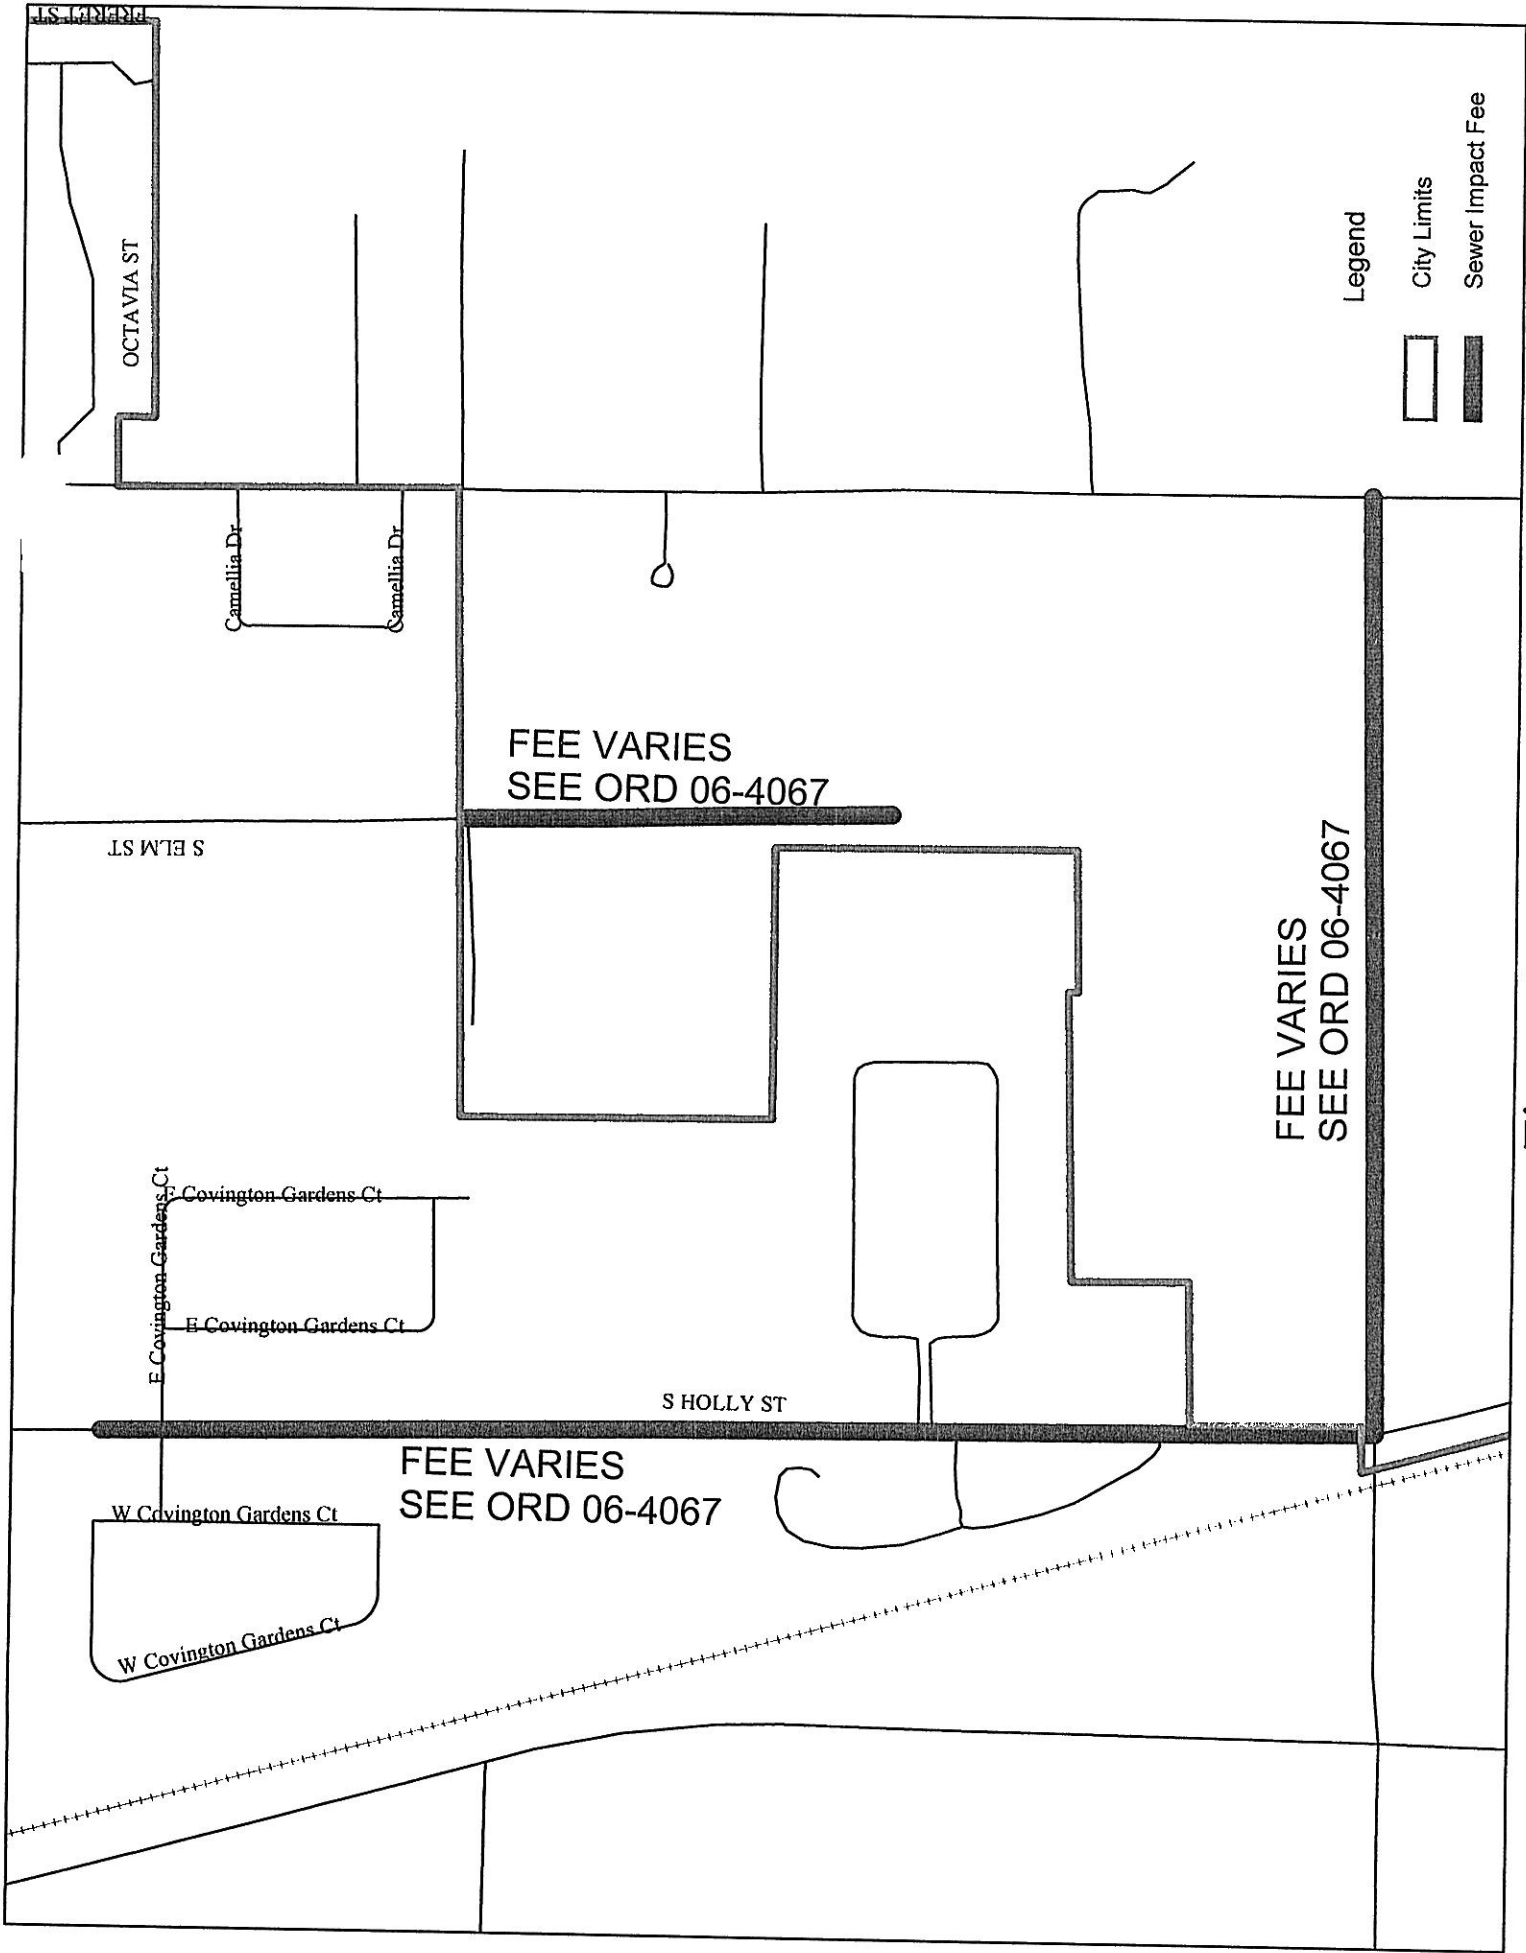 FRERET ST
OCTAVIA ST
Camellia Dr
Camellia Dr
FEE VARIES
SEE ORD 06-4067
S ELM ST
FEE VARIES
SEE ORD 06-4067
E Covington Gardens Ct
E Covington Gardens Ct
E Covington Gardens Ct
S HOLLY ST
FEE VARIES
SEE ORD 06-4067
W Covington Gardens Ct
W Covington Gardens Ct
Legend
City Limits
Sewer Impact Fee